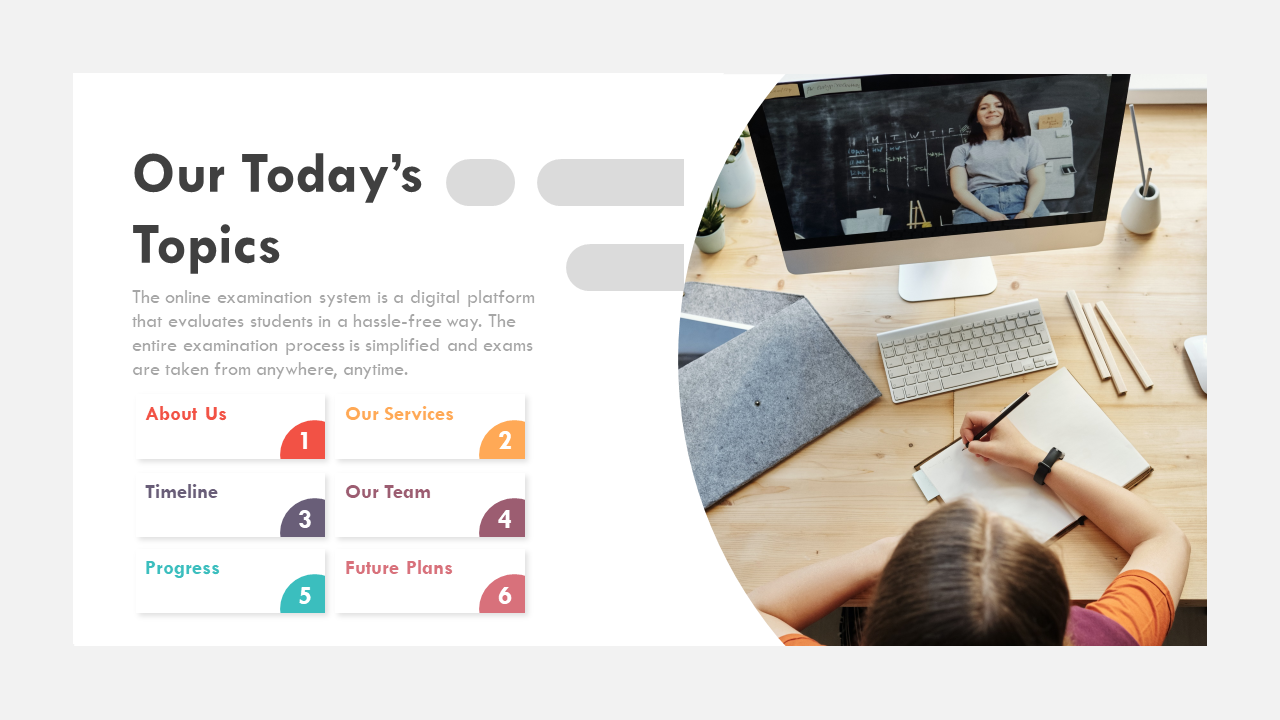 Our Today’s
Topics
The online examination system is a digital platform
that evaluates students in a hassle-free way. The
entire examination process is simplified and exams
are taken from anywhere, anytime.
About Us
1
Our Services
2
Timeline
3
Our Team
4
Progress
5
Future Plans
6
M T W T F